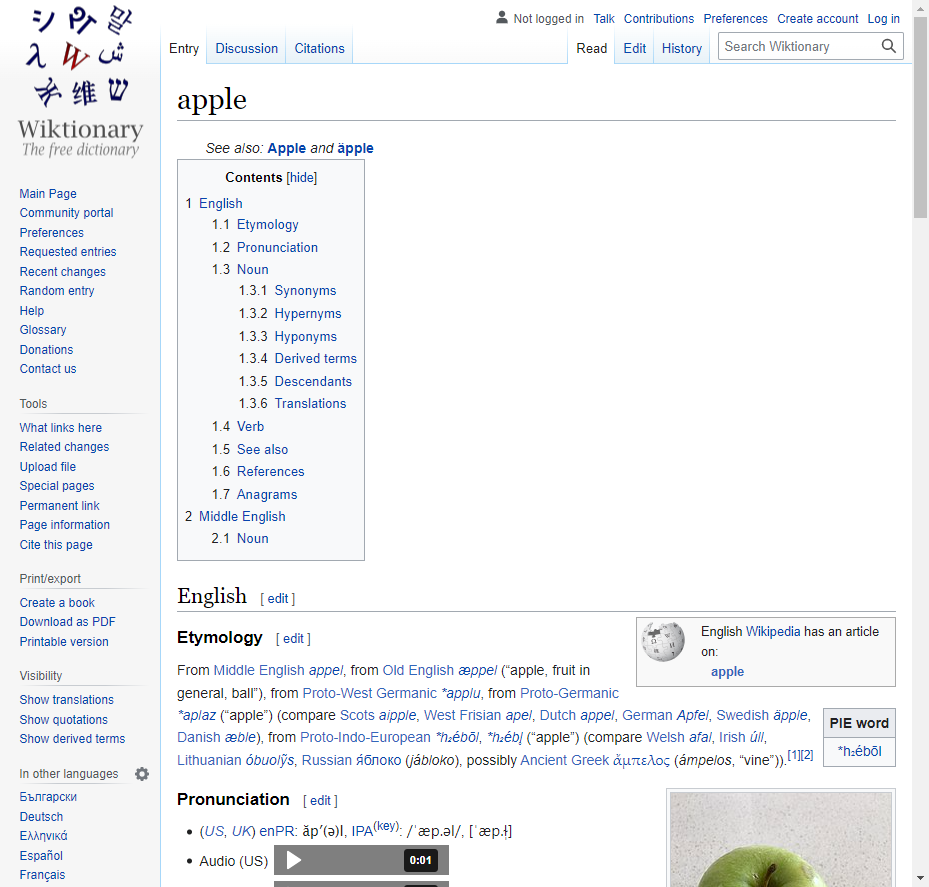 Not logged in Talk Contributions Preferences Create account Log in
Entry Discussion Citations Read Edit History Search Wiktionary
Wiktionary
The free dictionary
Main Page
Community portal
Preferences
Requested entries
Recent changes
Random entry
Help
Glossary
Donations
Contact us
Tools
What links here
Related changes
Upload file
Special pages
Permanent link
Page information
Cite this page
Print/export
Create a book
Download as PDF
Printable version
Visibility
Show translations
Show quotations
Show derived terms
In other languages
Български
Deutsch
Ελληνικά
Español
Français
apple
See also: Apple and äpple
Contents [hide]
1 English
1.1 Etymology
1.2 Pronunciation
1.3 Noun
1.3.1 Synonyms
1.3.2 Hypernyms
1.3.3 Hyponyms
1.3.4 Derived terms
1.3.5 Descendants
1.3.6 Translations
1.4 Verb
1.5 See also
1.6 References
1.7 Anagrams
2 Middle English
2.1 Noun
English [ edit ]
Etymology [ edit ]
English Wikipedia has an article
on:
apple
From Middle English appel, from Old English æppel (“apple, fruit in
general, ball”), from Proto-West Germanic *applu, from Proto-Germanic
*aplaz (“apple”) (compare Scots aipple, West Frisian apel, Dutch appel, German Apfel, Swedish äpple,
Danish æble), from Proto-Indo-European *h₂ébōl, *h₂ébl̥ (“apple”) (compare Welsh afal, Irish úll,
Lithuanian óbuolỹs, Russian я́блоко (jábloko), possibly Ancient Greek ἄμπελος (ámpelos, “vine”)).[1][2]
PIE word
*h₂ébōl
Pronunciation [ edit ]
(US, UK) enPR: ăp′(ə)l, IPA(key): /ˈæp.əl/, [ˈæp.ɫ̩]
Audio (US) 0:01